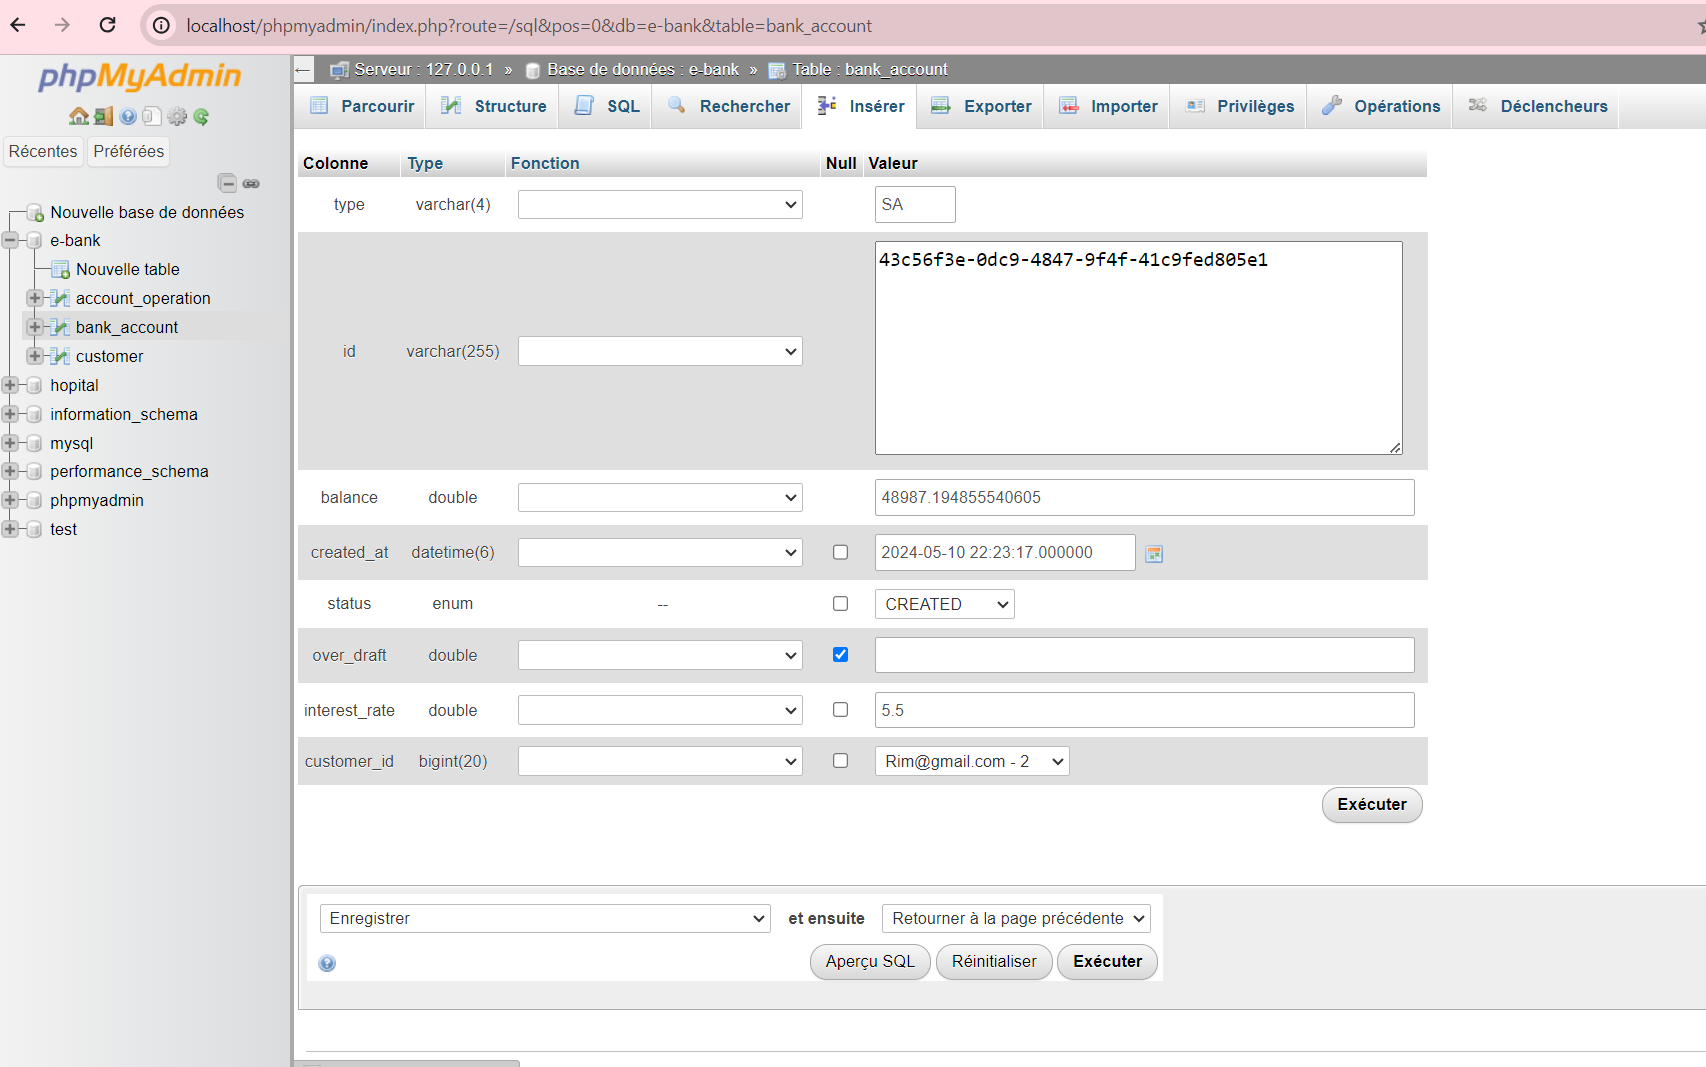 localhost/phpmyadmin/index.php?route=/sql&pos=0&db=e-bank&table=bank_account
phpMyAdmin
Récentes Préférées
Nouvelle base de données
e-bank
Nouvelle table
account_operation
bank_account
customer
hopital
information_schema
mysql
performance_schema
phpmyadmin
test
Serveur : 127.0.0.1 » Base de données : e-bank » Table : bank_account
Parcourir Structure SQL Rechercher Insérer Exporter Importer Privilèges Opérations Déclencheurs
Colonne Type Fonction Null Valeur
type varchar(4) SA
id varchar(255) 43c56f3e-0dc9-4847-9f4f-41c9fed805e1
balance double 48987.194855540605
created_at datetime(6) 2024-05-10 22:23:17.000000
status enum -- CREATED
over_draft double
interest_rate double 5.5
customer_id bigint(20) Rim@gmail.com - 2
Exécuter
Enregistrer et ensuite Retourner à la page précédente
Aperçu SQL Réinitialiser Exécuter